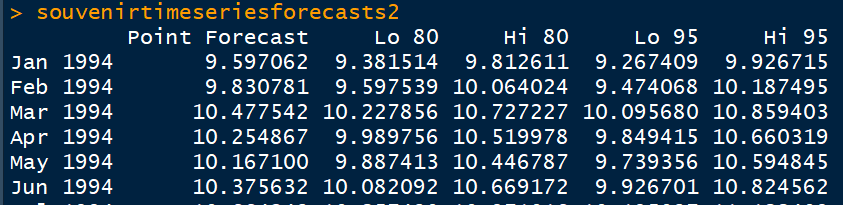 > souvenirtimeseriesforecasts2
Point Forecast Lo 80 Hi 80 Lo 95 Hi 95
Jan 1994 9.597062 9.381514 9.812611 9.267409 9.926715
Feb 1994 9.830781 9.597539 10.064024 9.474068 10.187495
Mar 1994 10.477542 10.227856 10.727227 10.095680 10.859403
Apr 1994 10.254867 9.989756 10.519978 9.849415 10.660319
May 1994 10.167100 9.887413 10.446787 9.739356 10.594845
Jun 1994 10.375632 10.082092 10.669172 9.926701 10.824562